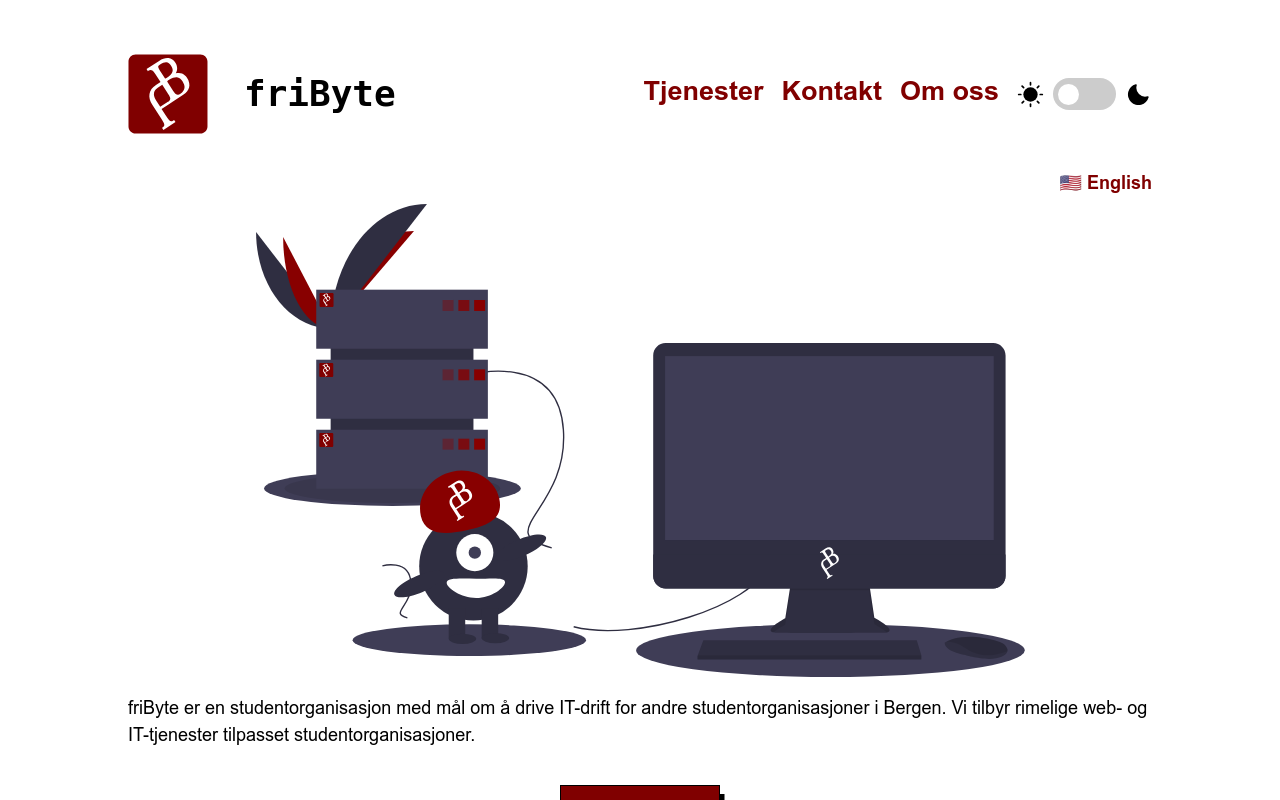 friByte
Tjenester Kontakt Om oss
English
friByte er en studentorganisasjon med mål om å drive IT-drift for andre studentorganisasjoner i Bergen. Vi tilbyr rimelige web- og
IT-tjenester tilpasset studentorganisasjoner.